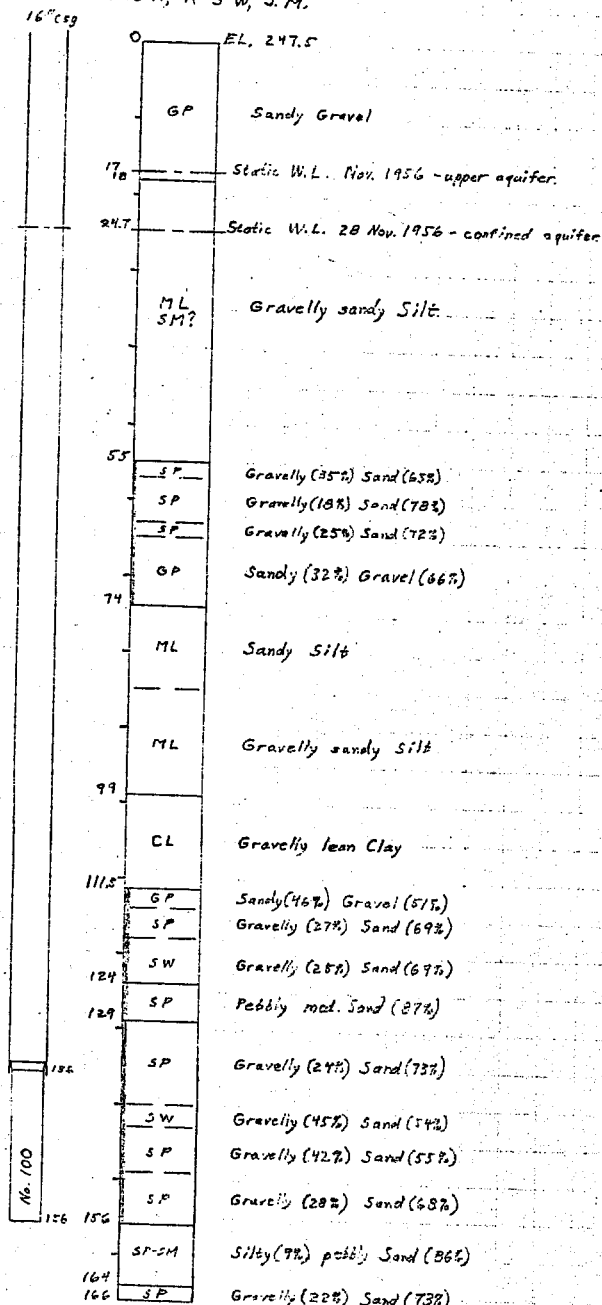 16" csg
0 EL. 247.5
GP Sandy Gravel
17 Static W.L. Nov. 1956 - upper aquifer.
18
24.7 Static W.L. 28 Nov. 1956 - confined aquifer
ML
SM? Gravelly sandy Silt
55
SP Gravelly (35%) Sand (63%)
SP Gravelly (18%) Sand (78%)
SP Gravelly (25%) Sand (72%)
GP Sandy (32%) Gravel (66%)
74
ML Sandy Silt
ML Gravelly sandy Silt
99
CL Gravelly lean Clay
111.5
GP Sandy (46%) Gravel (51%)
SP Gravelly (27%) Sand (69%)
SW Gravelly (28%) Sand (69%)
124
SP Pebbly med. Sand (87%)
129
SP Gravelly (24%) Sand (73%)
136
SW Gravelly (45%) Sand (54%)
SP Gravelly (42%) Sand (55%)
No. 100
SP Gravelly (28%) Sand (68%)
156 156
SP-SM Silty (9%) pebbly Sand (86%)
164
166 SP Gravelly (22%) Sand (73%)